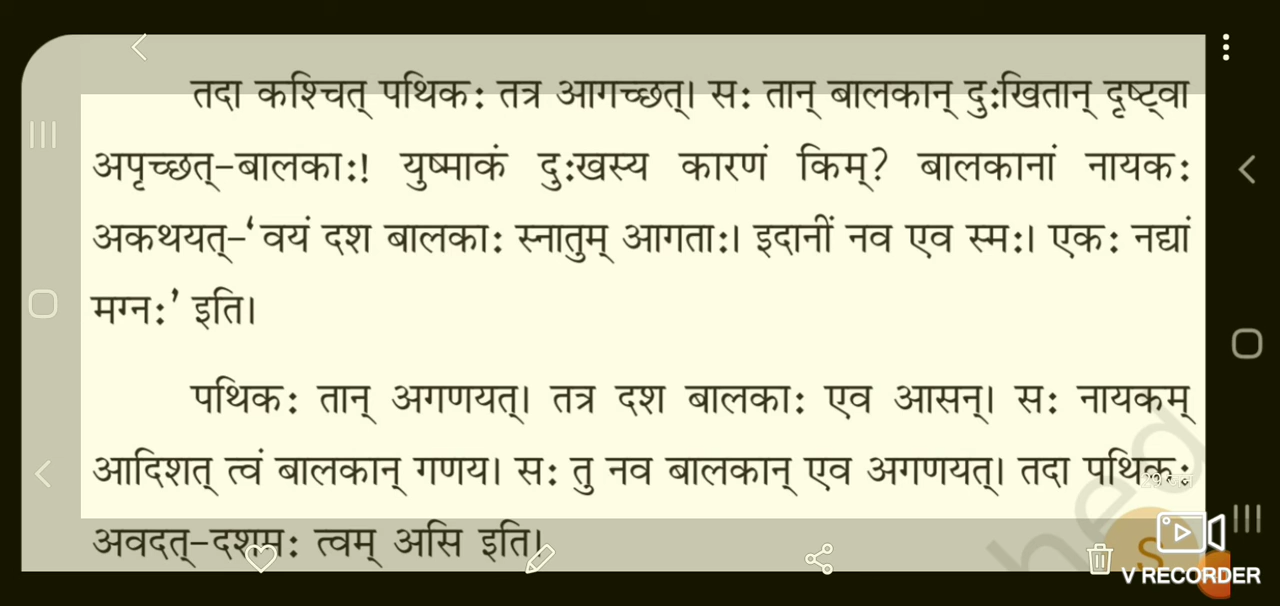 तदा कश्चित् पथिकः तत्र आगच्छत्। सः तान् बालकान् दुःखितान् दृष्ट्वा
अपृच्छत्-बालकाः! युष्माकं दुःखस्य कारणं किम्? बालकानां नायकः
अकथयत्-‘वयं दश बालकाः स्नातुम् आगताः। इदानीं नव एव स्मः। एकः नद्यां
मग्नः’ इति।
पथिकः तान् अगणयत्। तत्र दश बालकाः एव आसन्। सः नायकम्
आदिशत् त्वं बालकान् गणय। सः तु नव बालकान् एव अगणयत्। तदा पथिकः
अवदत्-दशमः त्वम् असि इति।
hed
S
V RECORDER